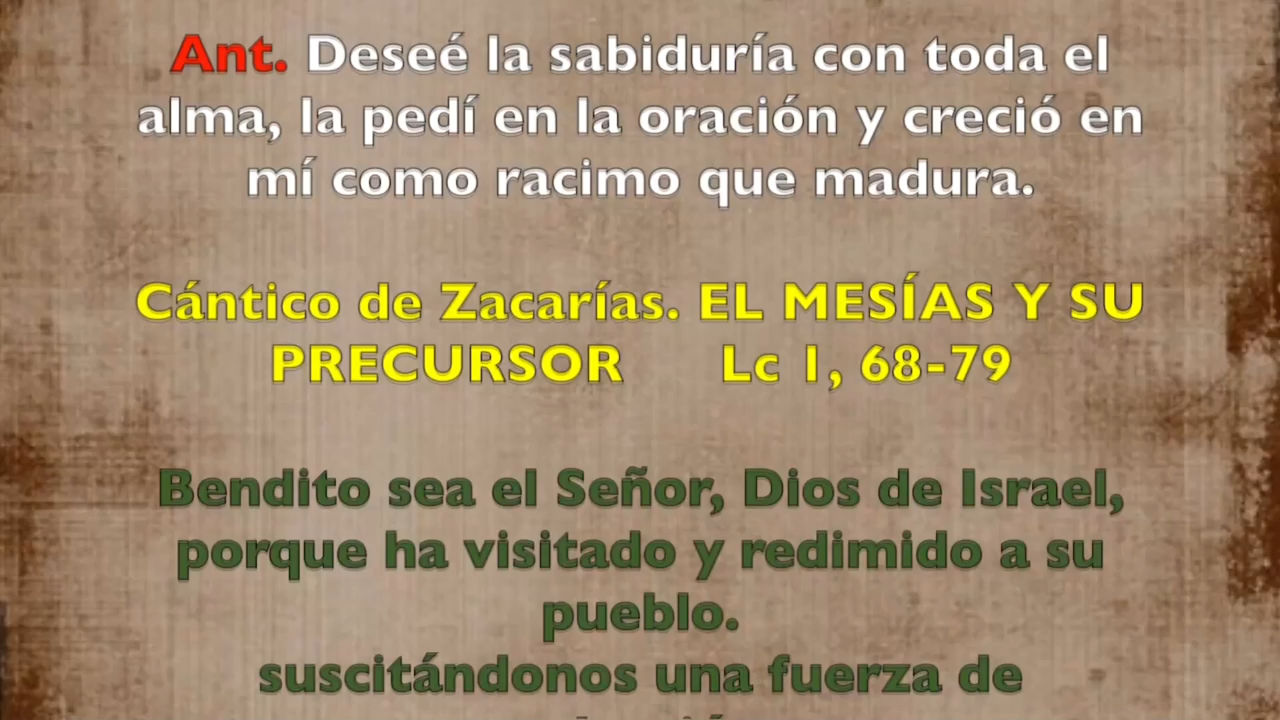 Ant. Deseé la sabiduría con toda el
alma, la pedí en la oración y creció en
mí como racimo que madura.
Cántico de Zacarías. EL MESÍAS Y SU
PRECURSOR Lc 1, 68-79
Bendito sea el Señor, Dios de Israel,
porque ha visitado y redimido a su
pueblo.
suscitándonos una fuerza de